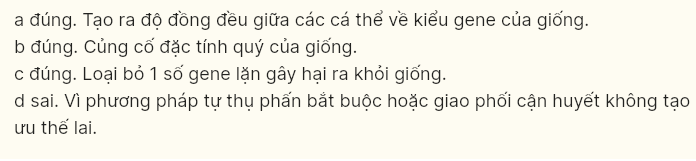 a đúng. Tạo ra độ đồng đều giữa các cá thể về kiểu gene của giống.
b đúng. Củng cố đặc tính quý của giống.
c đúng. Loại bỏ 1 số gene lặn gây hại ra khỏi giống.
d sai. Vì phương pháp tự thụ phấn bắt buộc hoặc giao phối cận huyết không tạo
ưu thế lai.